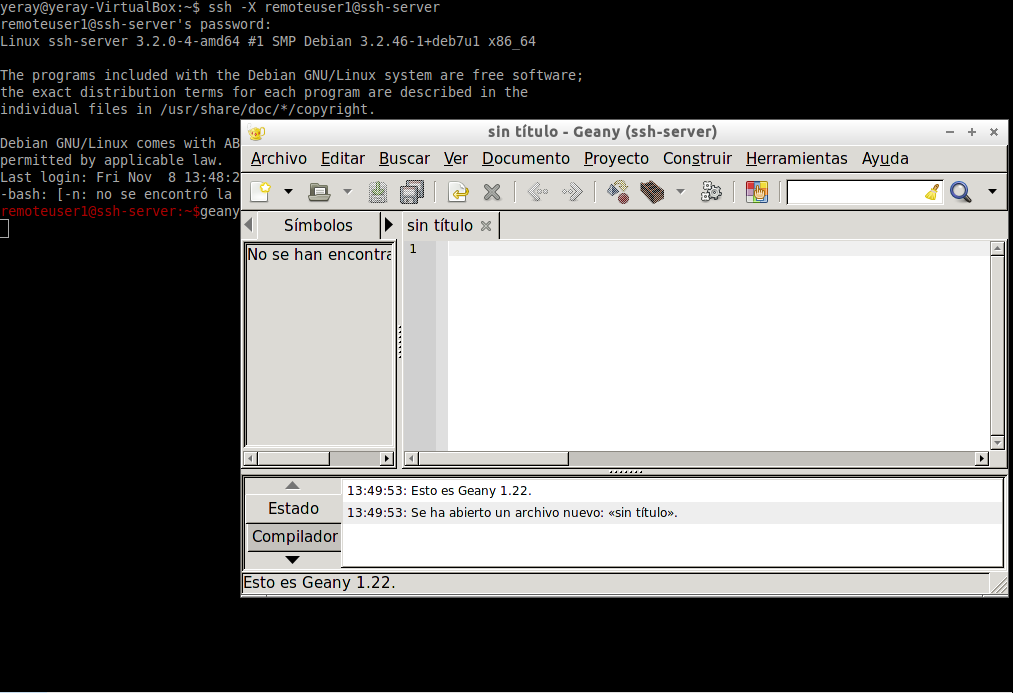 yeray@yeray-VirtualBox:~$ ssh -X remoteuser1@ssh-server
remoteuser1@ssh-server's password:
Linux ssh-server 3.2.0-4-amd64 #1 SMP Debian 3.2.46-1+deb7u1 x86_64
The programs included with the Debian GNU/Linux system are free software;
the exact distribution terms for each program are described in the
individual files in /usr/share/doc/*/copyright.
Debian GNU/Linux comes with AB
permitted by applicable law.
Last login: Fri Nov  8 13:48:2
-bash: [-n: no se encontró la
remoteuser1@ssh-server:~$geany
sin título - Geany (ssh-server)
Archivo Editar Buscar Ver Documento Proyecto Construir Herramientas Ayuda
Símbolos
sin título
No se han encontra
1
Estado
Compilador
13:49:53: Esto es Geany 1.22.
13:49:53: Se ha abierto un archivo nuevo: «sin título».
Esto es Geany 1.22.